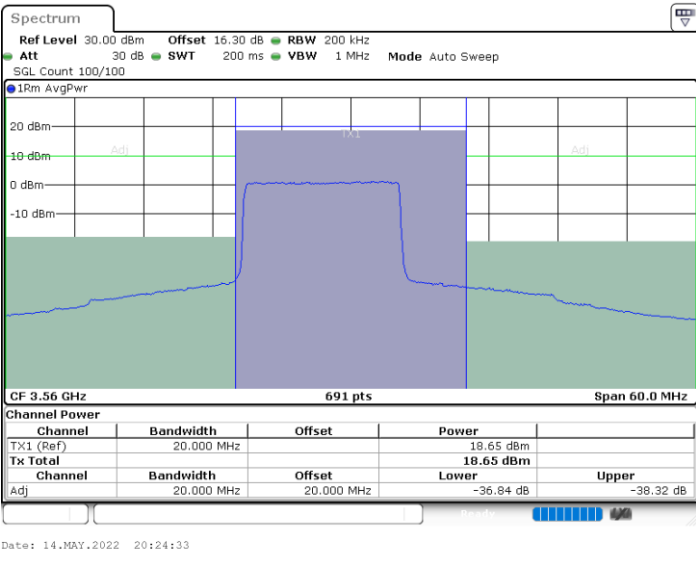 Spectrum
Ref Level 30.00 dBm Offset 16.30 dB RBW 200 kHz
Att 30 dB SWT 200 ms VBW 1 MHz Mode Auto Sweep
SGL Count 100/100
1Rm AvgPwr
20 dBm
TX1
10 dBm Adj Adj
0 dBm
-10 dBm
CF 3.56 GHz 691 pts Span 60.0 MHz
Channel Power
Channel Bandwidth Offset Power
TX1 (Ref) 20.000 MHz 18.65 dBm
Tx Total 18.65 dBm
Channel Bandwidth Offset Lower Upper
Adj 20.000 MHz 20.000 MHz -36.84 dB -38.32 dB
Ready
Date: 14.MAY.2022 20:24:33